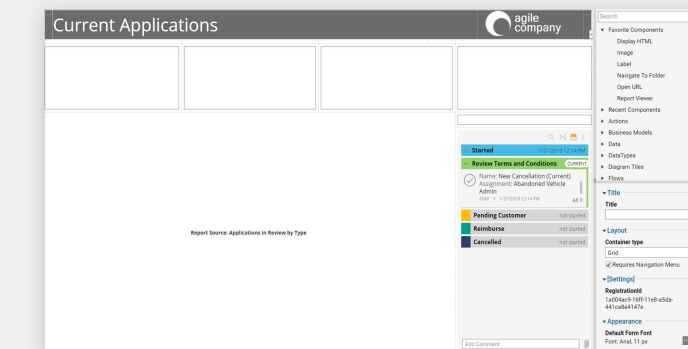 Current Applications
agile
company
Search
Favorite Components
Display HTML
Image
Label
Navigate To Folder
Open URL
Report Viewer
Recent Components
Actions
Business Models
Data
DataTypes
Diagram Tiles
Flows
Started 1/21/2019 12:14 PM
Review Terms and Conditions CURRENT
Name: New Cancellation (Current)
Assignment: Abandoned Vehicle
Admin
ADM 1/21/2019 12:14 PM All >
Pending Customer not started
Reimburse not started
Cancelled not started
Report Source: Applications in Review by Type
Add Comment
Title
Title
Layout
Container type
Grid
Requires Navigation Menu
[Settings]
RegistrationId
1a004ac9-16ff-11e8-a5da-
441ca8e4147e
Appearance
Default Form Font
Font: Arial, 11 px